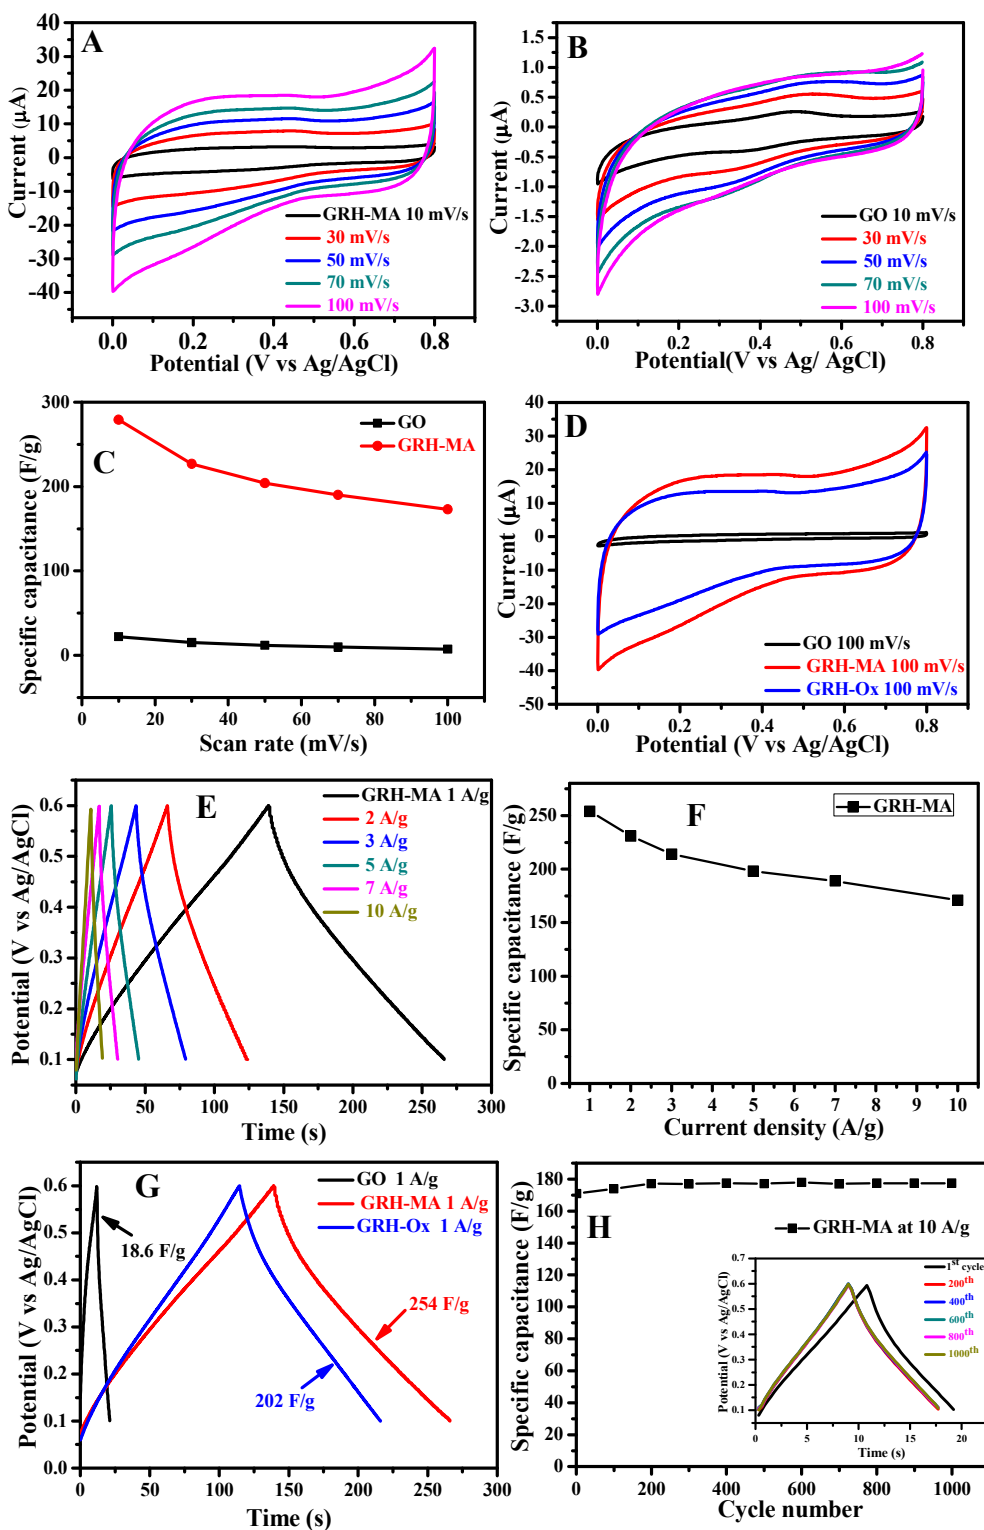 A
40
30
20
10
0
-10
-20
-30
-40
Current (μA)
GRH-MA 10 mV/s
30 mV/s
50 mV/s
70 mV/s
100 mV/s
0.0 0.2 0.4 0.6 0.8
Potential (V vs Ag/AgCl)
B
1.5
1.0
0.5
0.0
-0.5
-1.0
-1.5
-2.0
-2.5
-3.0
Current (μA)
GO 10 mV/s
30 mV/s
50 mV/s
70 mV/s
100 mV/s
0.0 0.2 0.4 0.6 0.8 1.0
Potential(V vs Ag/ AgCl)
C
300
200
100
0
Specific capacitance (F/g)
GO
GRH-MA
0 20 40 60 80 100
Scan rate (mV/s)
D
40
30
20
10
0
-10
-20
-30
-40
-50
Current (μA)
GO 100 mV/s
GRH-MA 100 mV/s
GRH-Ox 100 mV/s
0.0 0.2 0.4 0.6 0.8
Potential (V vs Ag/AgCl)
E
0.6
0.5
0.4
0.3
0.2
0.1
Potential (V vs Ag/AgCl)
GRH-MA 1 A/g
2 A/g
3 A/g
5 A/g
7 A/g
10 A/g
0 50 100 150 200 250 300
Time (s)
F
250
200
150
100
50
0
Specific capacitance (F/g)
GRH-MA
1 2 3 4 5 6 7 8 9 10
Current density (A/g)
G
0.6
0.5
0.4
0.3
0.2
0.1
0.0
Potential (V vs Ag/AgCl)
GO 1 A/g
GRH-MA 1 A/g
GRH-Ox 1 A/g
18.6 F/g
254 F/g
202 F/g
0 50 100 150 200 250 300
Time (s)
H
180
160
140
120
100
80
60
40
20
0
Specific capacitance (F/g)
GRH-MA at 10 A/g
0 200 400 600 800 1000
Cycle number
0.7
0.6
0.5
0.4
0.3
0.2
0.1
Potential (V vs Ag/AgCl)
1st cycle
200th
400th
600th
800th
1000th
0 5 10 15 20
Time (s)